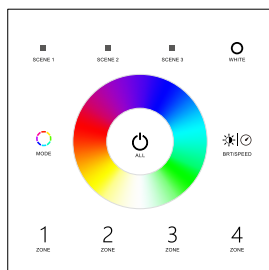 SCENE 1 SCENE 2 SCENE 3 WHITE
MODE ALL BRT/SPEED
1 2 3 4
ZONE ZONE ZONE ZONE